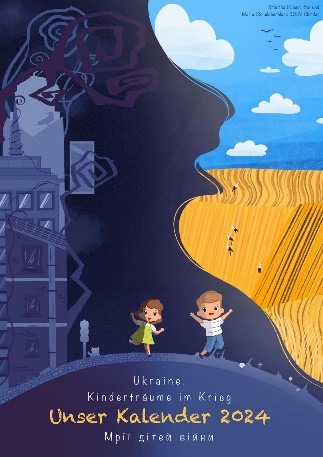 Ukraine.
Kinderträume im Krieg
Unser Kalender 2024
Мрії дітей війни